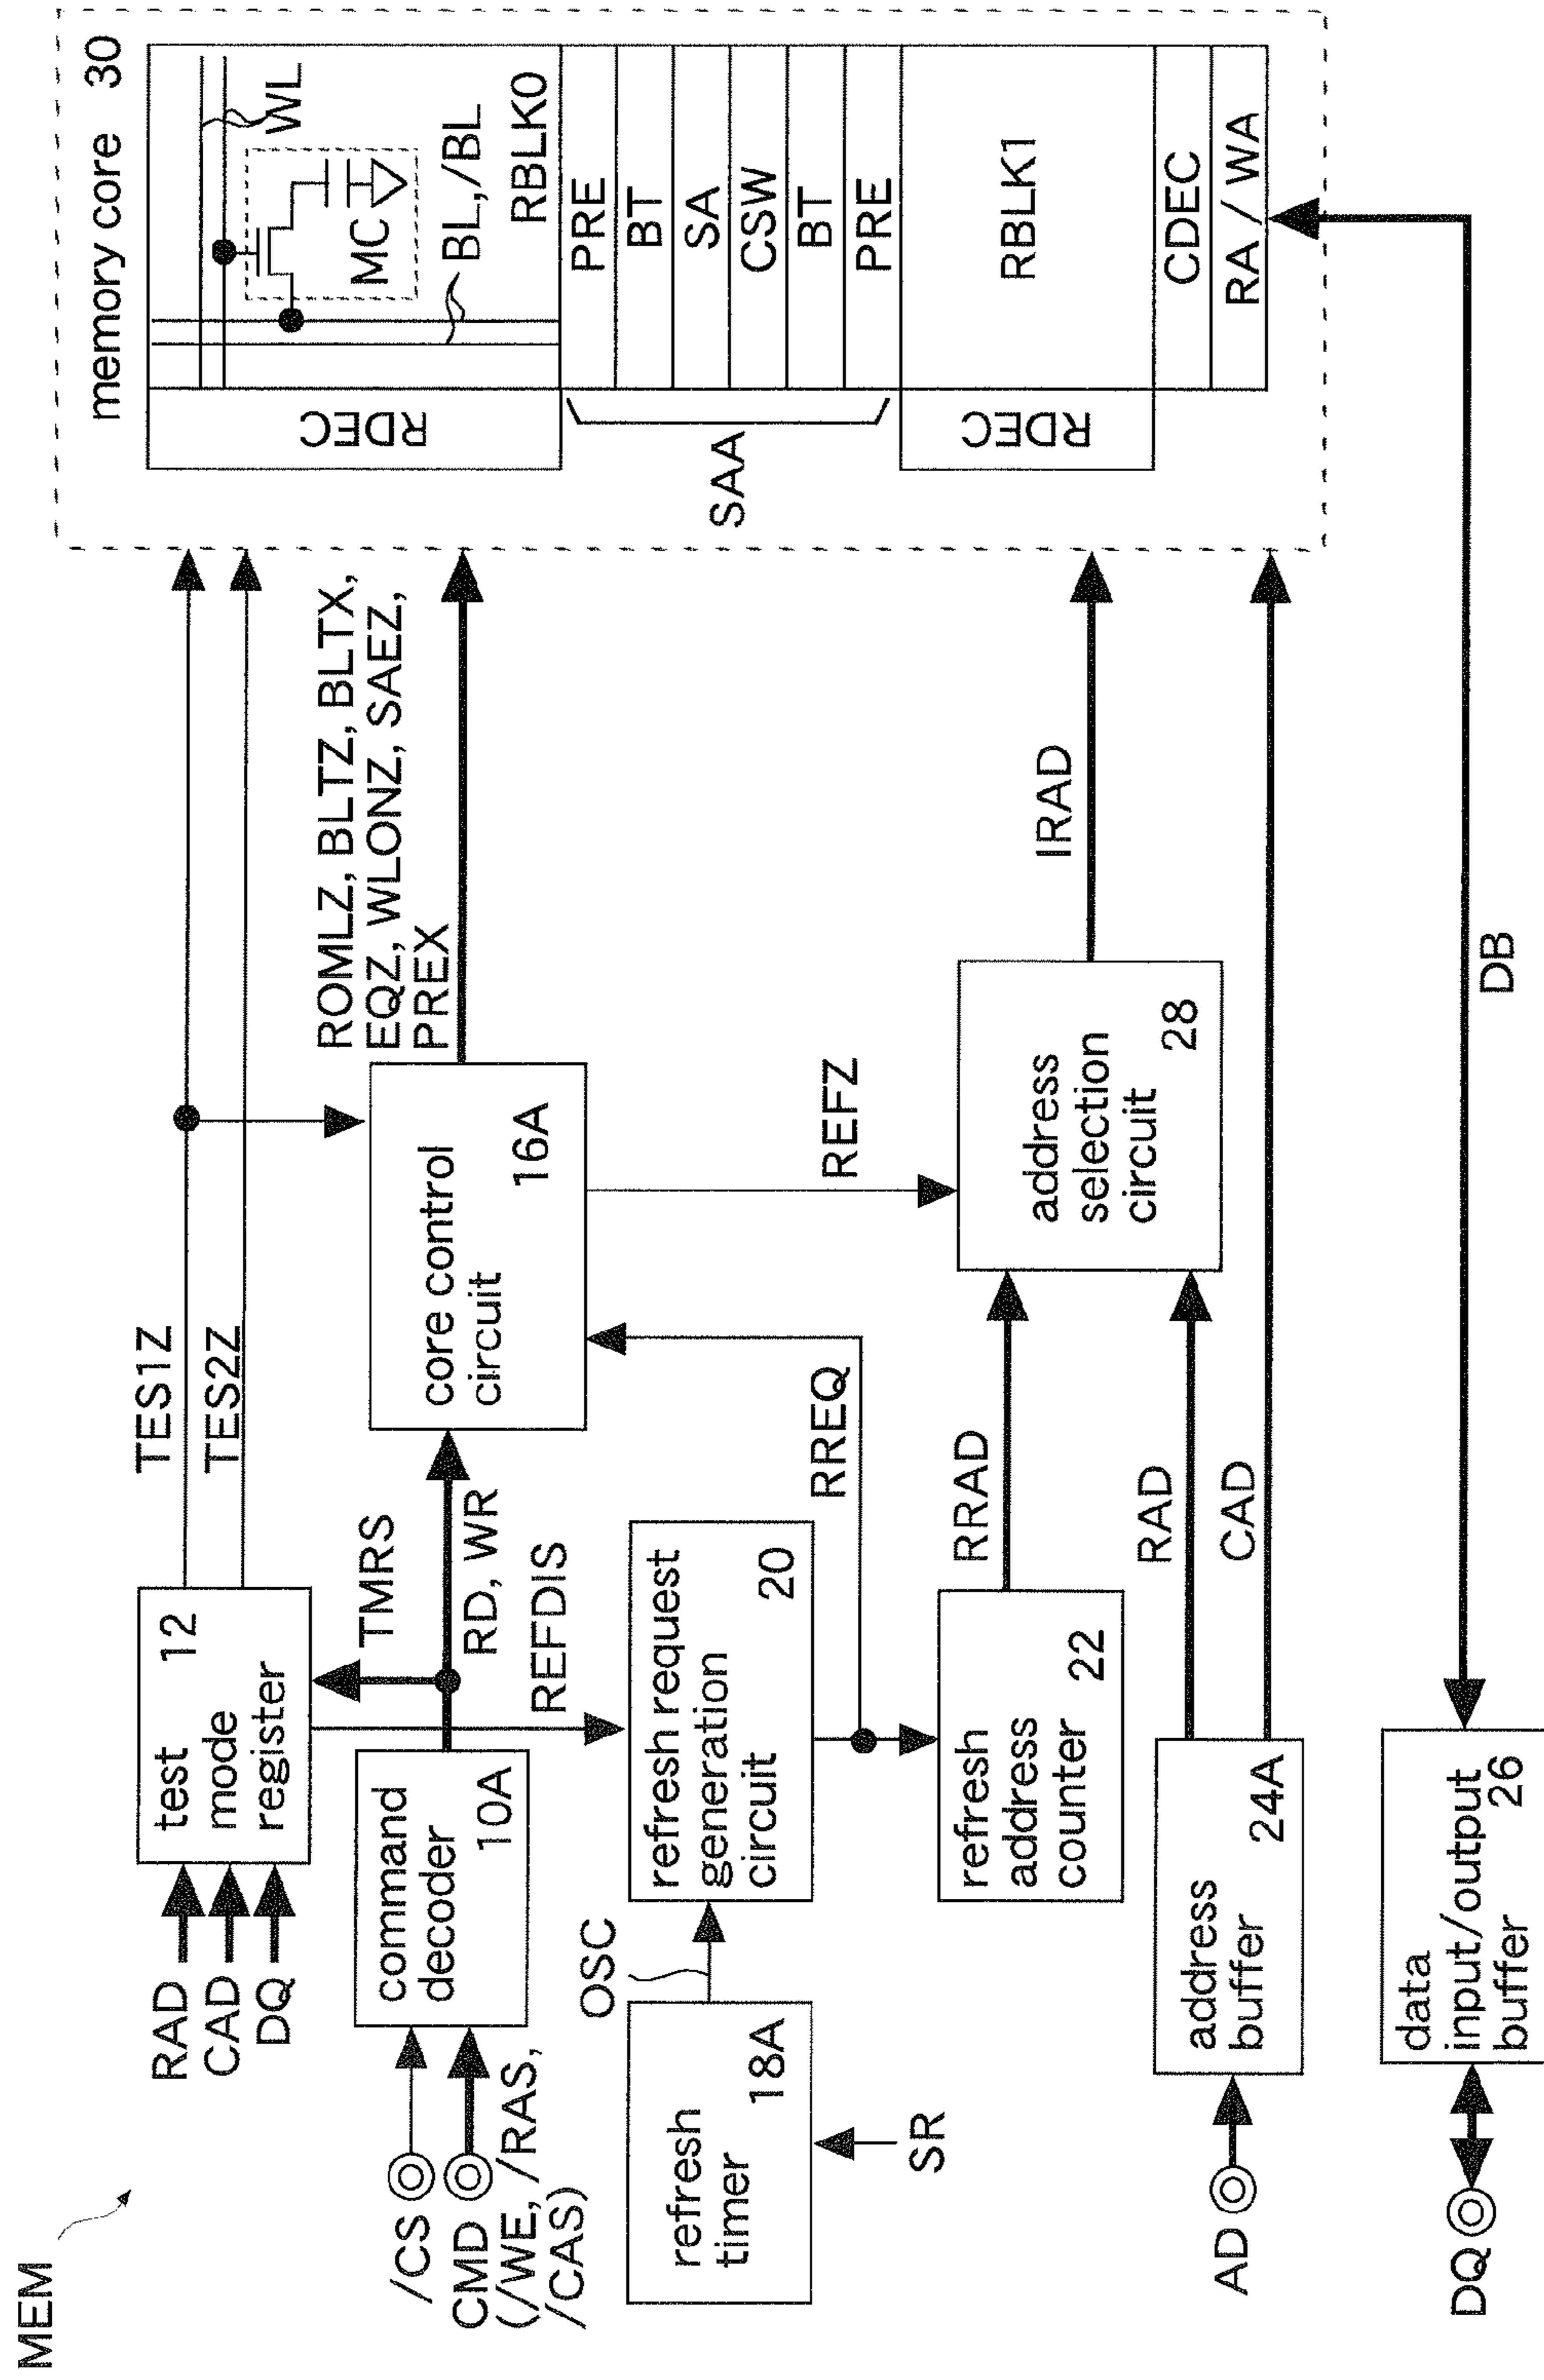 MEM
RAD
CAD
DQ
test 12
mode
register
TES1Z
TES2Z
/CS
CMD
(/WE, /RAS,
/CAS)
command
decoder
10A
TMRS
RD, WR
REFDIS
core control
circuit
16A
ROMLZ, BLTZ, BLTX,
EQZ, WLONZ, SAEZ,
PREX
refresh
timer
18A
SR
OSC
refresh request
generation
circuit
20
RREQ
REFZ
refresh
address
counter
22
RRAD
address
selection
circuit
28
IRAD
AD
address
buffer
24A
RAD
CAD
DQ
data
input/output
buffer
26
DB
memory core 30
RDEC
WL
MC
BL,/BL
RBLK0
SAA
PRE
BT
SA
CSW
BT
PRE
RDEC
RBLK1
CDEC
RA / WA